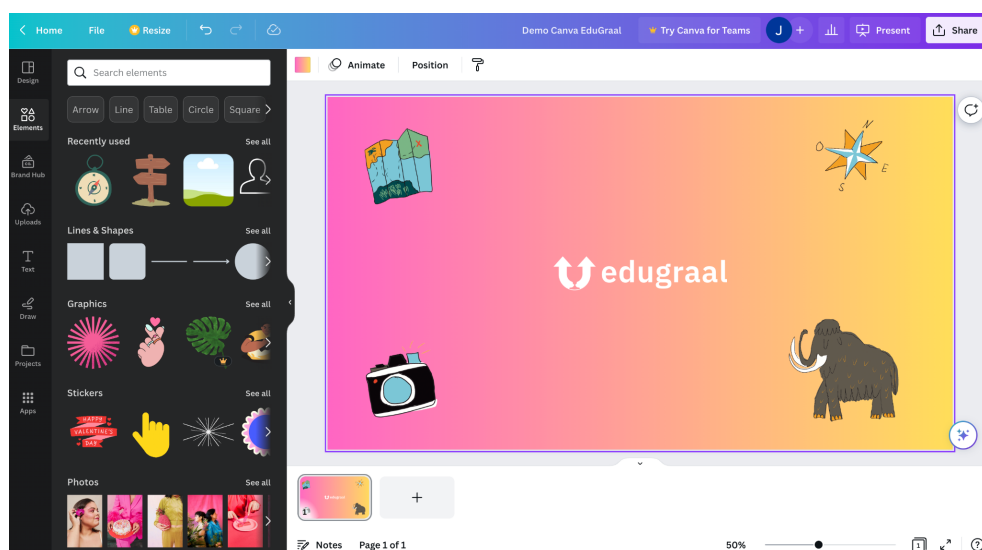 Home File Resize Demo Canva EduGraal Try Canva for Teams J + Present Share
Design
Elements
Brand Hub
Uploads
Text
Draw
Projects
Apps
Search elements
Arrow Line Table Circle Square
Recently used See all
Lines & Shapes See all
Graphics See all
Stickers See all
HAPPY
VALENTINE'S
DAY
Photos See all
Animate Position
N
O
E
S
edugraal
edugraal
1
+
Notes Page 1 of 1 50% 1 ?